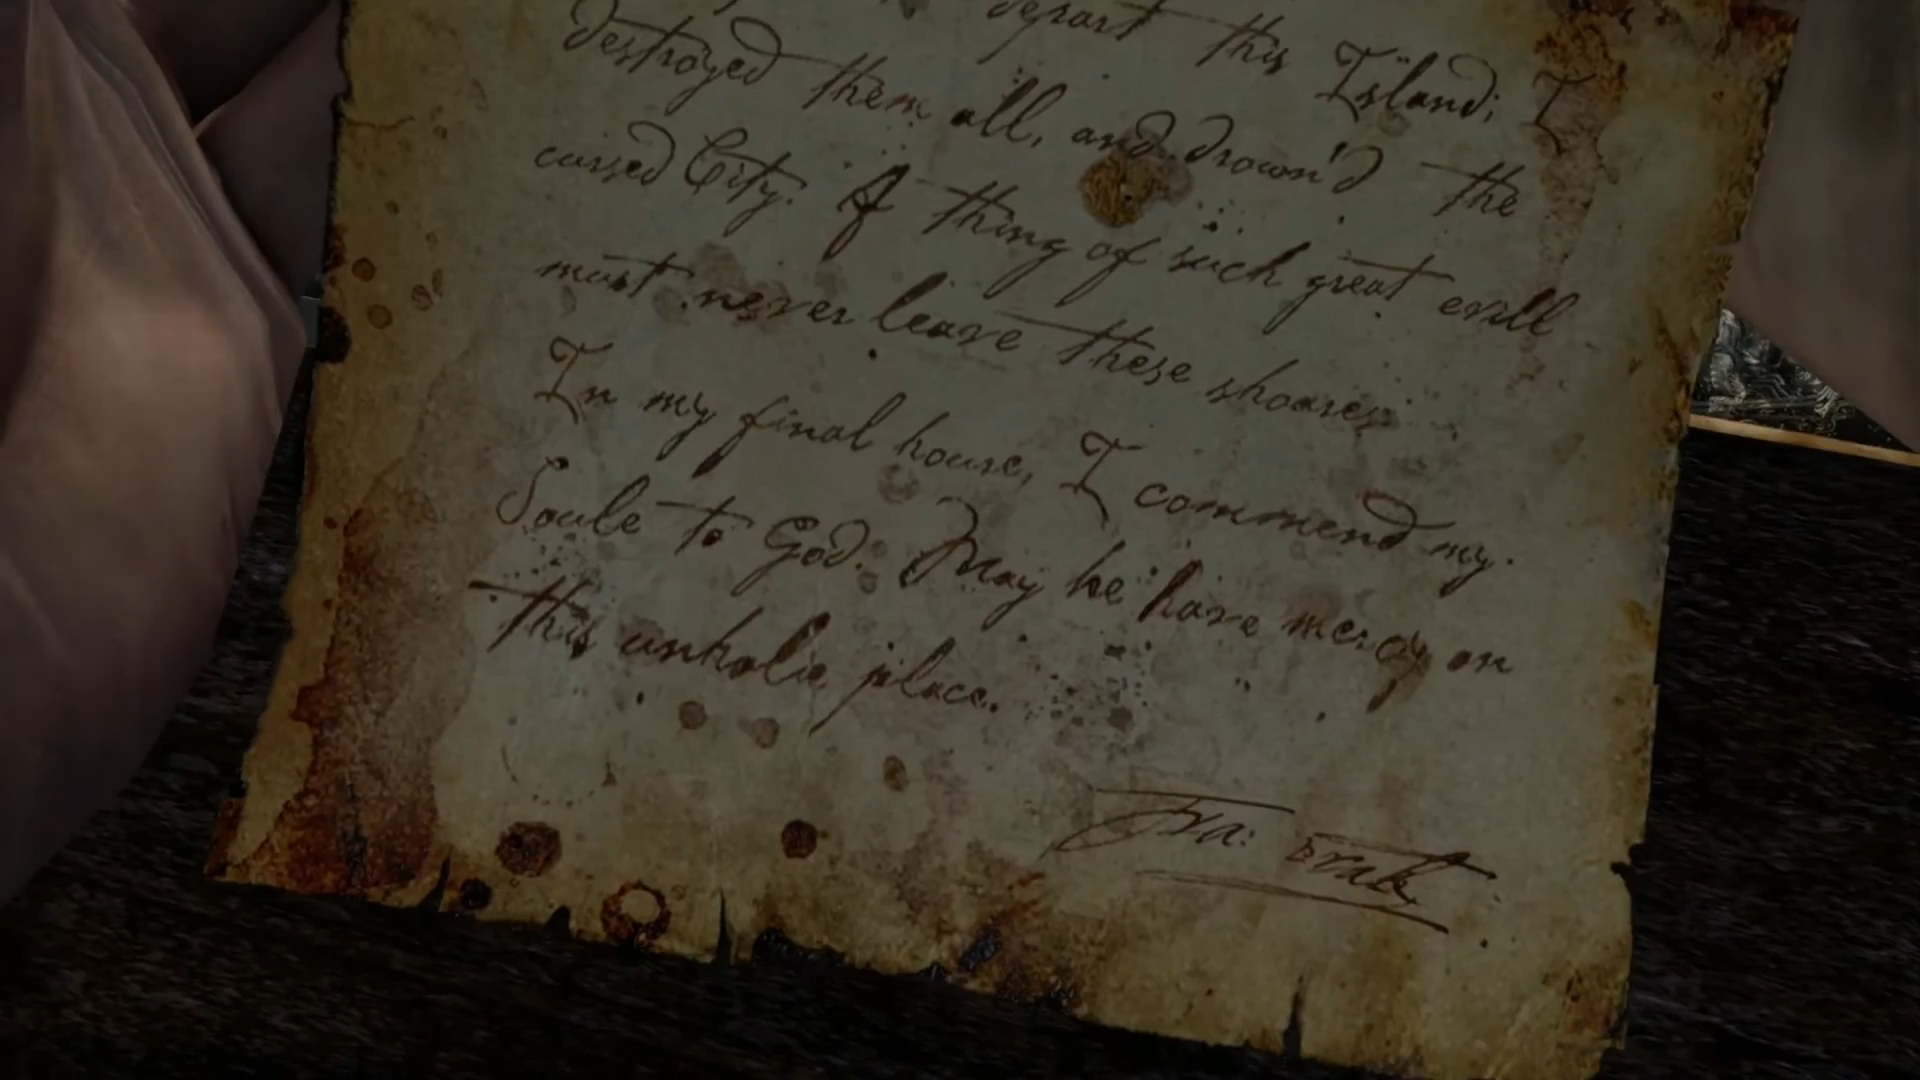 depart this Island; I
destroyed them all, and drown'd the
cursed City. A thing of such great evill
must never leave these shoares.
In my final houre, I commend my
Soule to God. May he have mercy on
this unholie place.
Fra: Drak